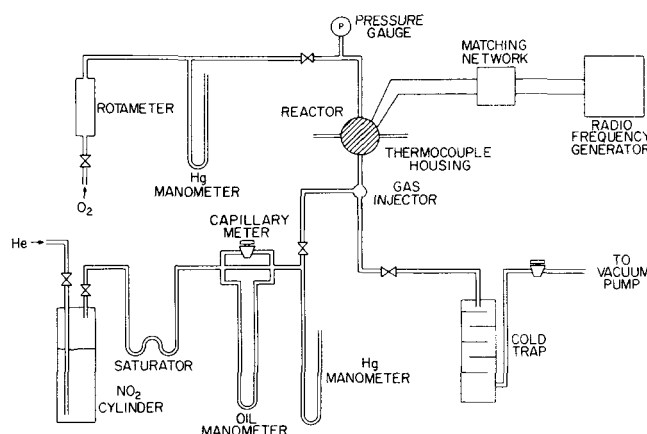 P
PRESSURE
GAUGE
MATCHING
NETWORK
ROTAMETER
REACTOR
RADIO
FREQUENCY
GENERATOR
THERMOCOUPLE
HOUSING
Hg
MANOMETER
O₂
GAS
INJECTOR
CAPILLARY
METER
He
TO
VACUUM
PUMP
SATURATOR
COLD
TRAP
Hg
MANOMETER
NO₂
CYLINDER
OIL
MANOMETER